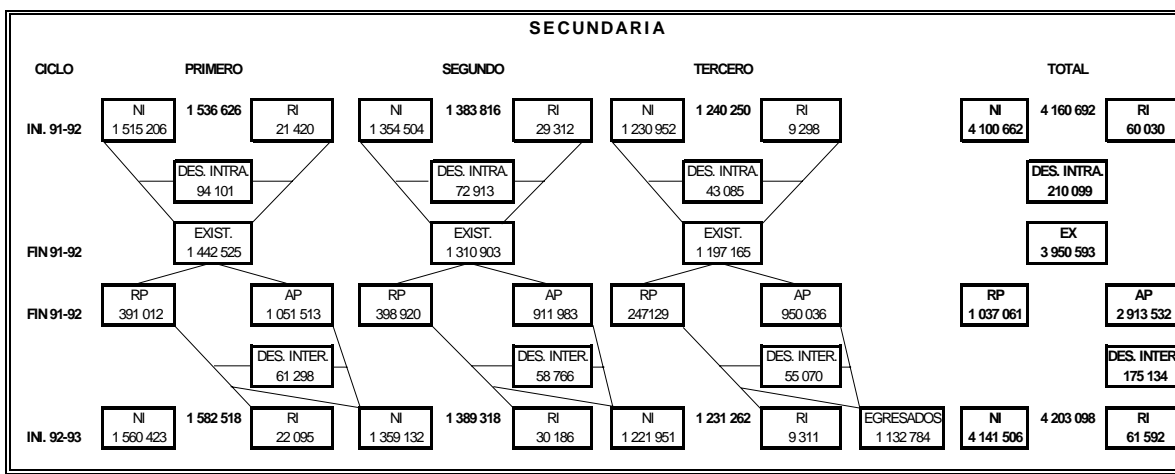 SECUNDARIA
CICLO PRIMERO SEGUNDO TERCERO TOTAL
NI 1 536 626 RI NI 1 383 816 RI NI 1 240 250 RI NI 4 160 692 RI
INI. 91-92 1 515 206 21 420 1 354 504 29 312 1 230 952 9 298 4 100 662 60 030
DES. INTRA. DES. INTRA. DES. INTRA. DES. INTRA.
94 101 72 913 43 085 210 099
EXIST. EXIST. EXIST. EX
FIN 91-92 1 442 525 1 310 903 1 197 165 3 950 593
RP AP RP AP RP AP RP AP
FIN 91-92 391 012 1 051 513 398 920 911 983 247129 950 036 1 037 061 2 913 532
DES. INTER. DES. INTER. DES. INTER. DES. INTER
61 298 58 766 55 070 175 134
NI 1 582 518 RI NI 1 389 318 RI NI 1 231 262 RI EGRESADOS NI 4 203 098 RI
INI. 92-93 1 560 423 22 095 1 359 132 30 186 1 221 951 9 311 1 132 784 4 141 506 61 592